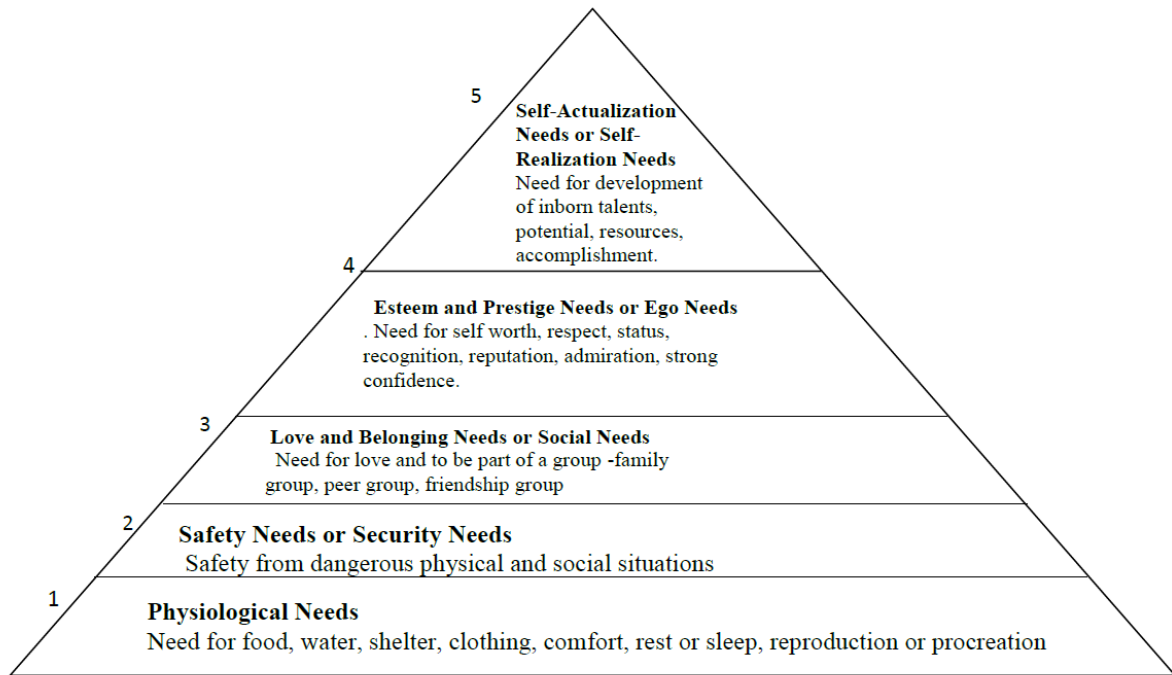 5
Self-Actualization
Needs or Self-
Realization Needs
Need for development
of inborn talents,
potential, resources,
accomplishment.
4
Esteem and Prestige Needs or Ego Needs
. Need for self worth, respect, status,
recognition, reputation, admiration, strong
confidence.
3
Love and Belonging Needs or Social Needs
Need for love and to be part of a group -family
group, peer group, friendship group
2
Safety Needs or Security Needs
Safety from dangerous physical and social situations
1
Physiological Needs
Need for food, water, shelter, clothing, comfort, rest or sleep, reproduction or procreation